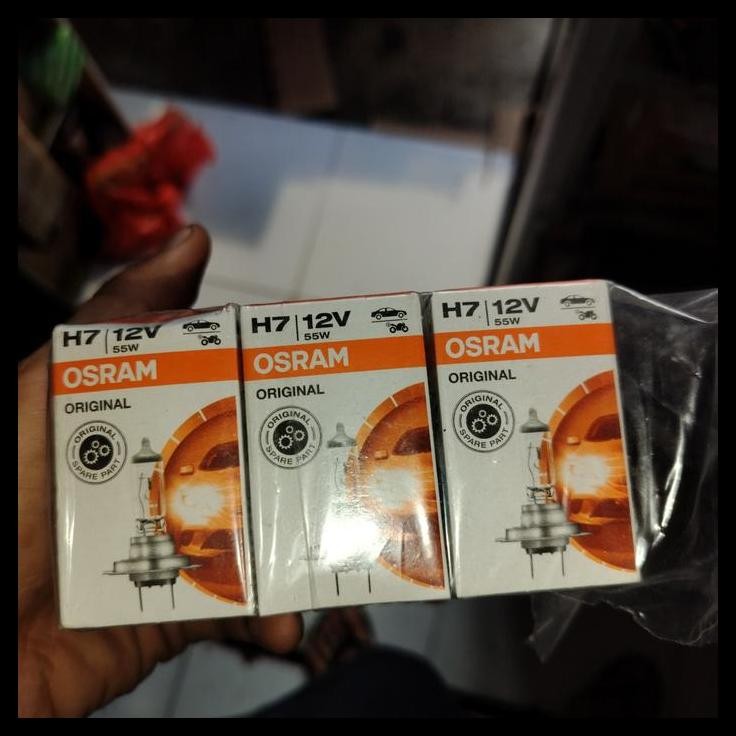 H7 | 12V
55W
OSRAM
ORIGINAL
ORIGINAL
SPARE PART
H7 | 12V
55W
OSRAM
ORIGINAL
ORIGINAL
SPARE PART
H7 | 12V
55W
OSRAM
ORIGINAL
ORIGINAL
SPARE PART